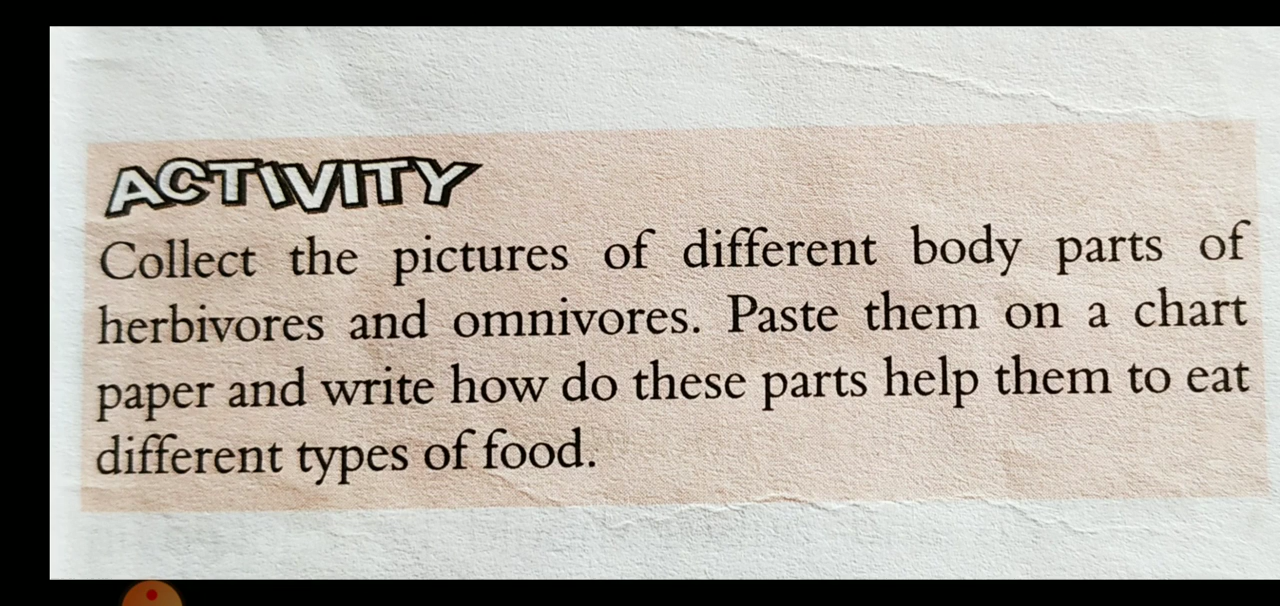 ACTIVITY
Collect the pictures of different body parts of
herbivores and omnivores. Paste them on a chart
paper and write how do these parts help them to eat
different types of food.